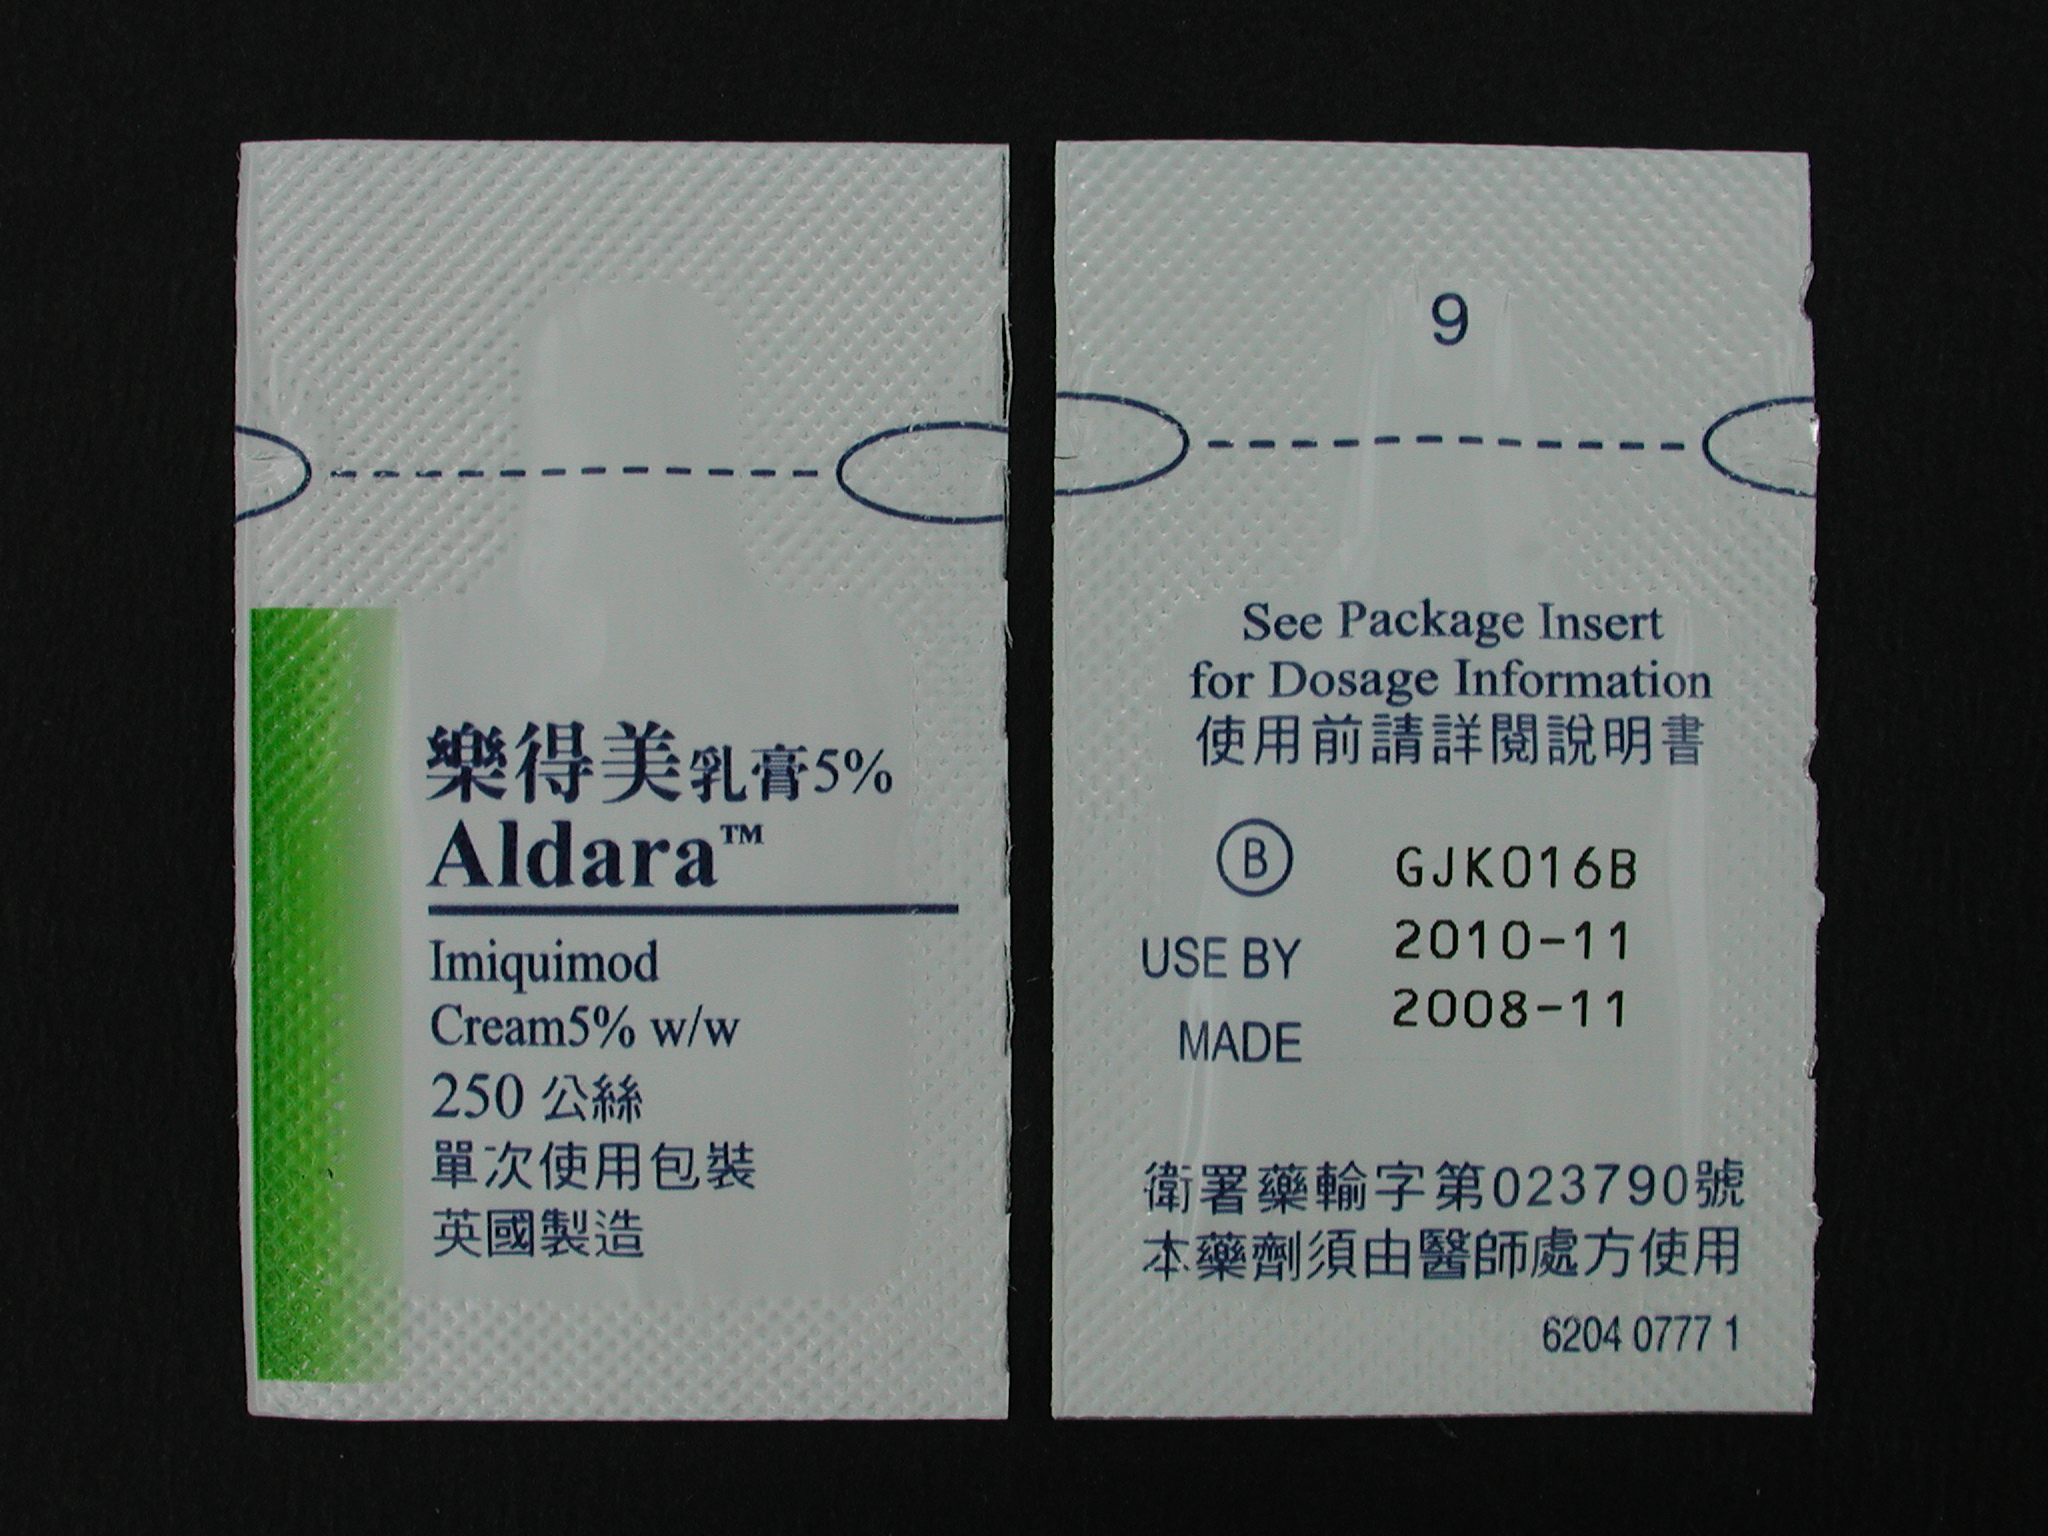 樂得美乳膏5%
Aldara™
Imiquimod
Cream5% w/w
250 公絲
單次使用包裝
英國製造
9
See Package Insert
for Dosage Information
使用前請詳閱說明書
Ⓑ GJK016B
USE BY 2010-11
MADE 2008-11
衛署藥輸字第023790號
本藥劑須由醫師處方使用
6204 0777 1